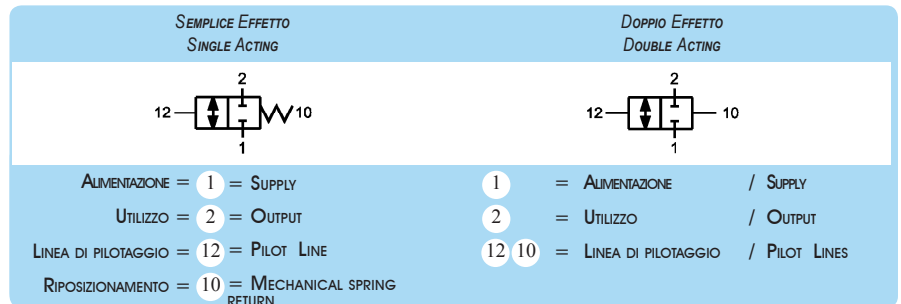 Semplice Effetto
Single Acting
2
12
10
1
Alimentazione = 1 = Supply
Utilizzo = 2 = Output
Linea di pilotaggio = 12 = Pilot Line
Riposizionamento = 10 = Mechanical spring
return
Doppio Effetto
Double Acting
2
12
10
1
1 = Alimentazione / Supply
2 = Utilizzo / Output
12 10 = Linea di pilotaggio / Pilot Lines